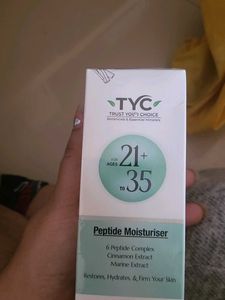 TYC
TRUST YOU'R CHOICE
FOR
AGES
21+
TO
35
Peptide Moisturiser
6 Peptide Complex
Cinnamon Extract
Marine Extract
Restores, Hydrates, & Firm Your Skin